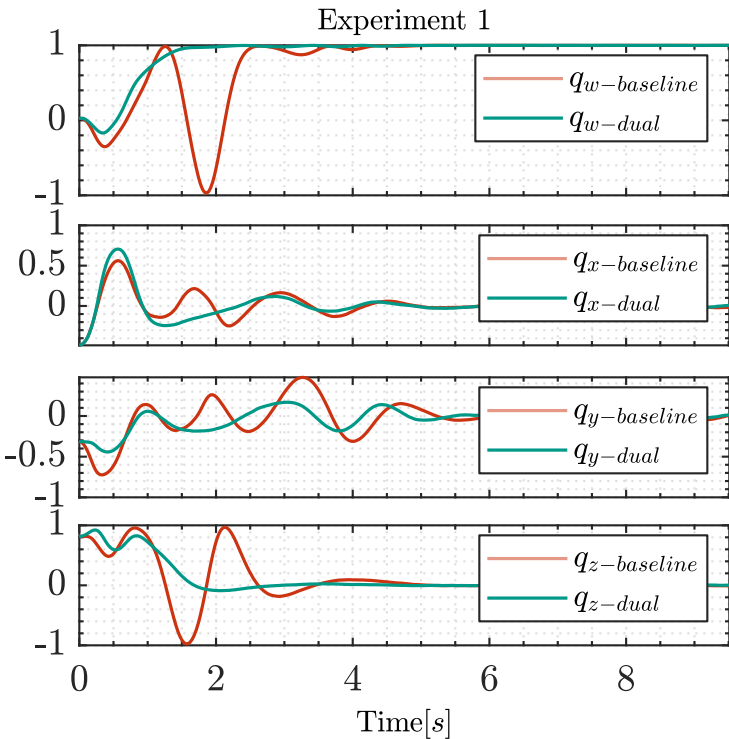 Experiment 1
1
0
-1
q_{w-baseline}
q_{w-dual}
1
0.5
0
q_{x-baseline}
q_{x-dual}
0
-0.5
-1
q_{y-baseline}
q_{y-dual}
1
0
-1
q_{z-baseline}
q_{z-dual}
0 2 4 6 8
Time[s]